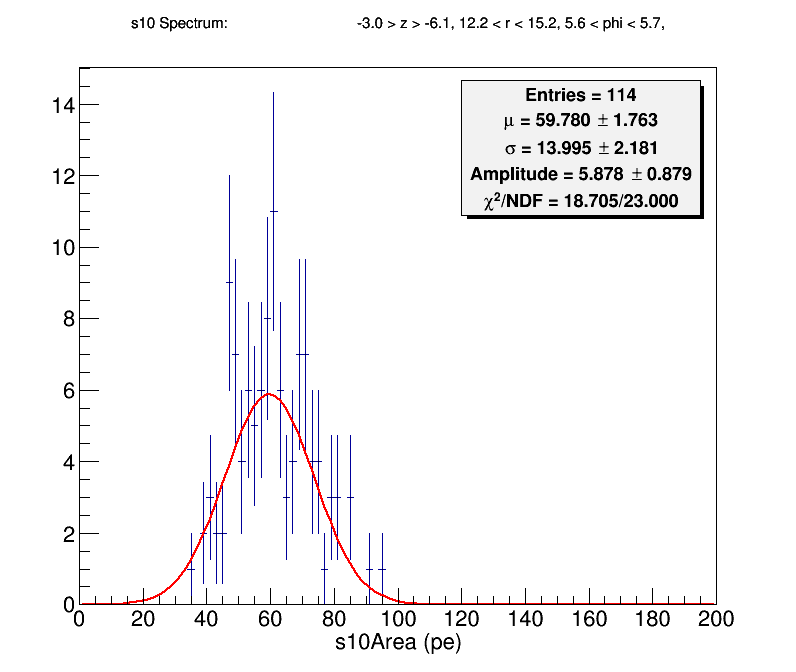 s10 Spectrum: -3.0 > z > -6.1, 12.2 < r < 15.2, 5.6 < phi < 5.7,
Entries = 114
μ = 59.780 ± 1.763
σ = 13.995 ± 2.181
Amplitude = 5.878 ± 0.879
χ²/NDF = 18.705/23.000
14
12
10
8
6
4
2
0
0 20 40 60 80 100 120 140 160 180 200
s10Area (pe)